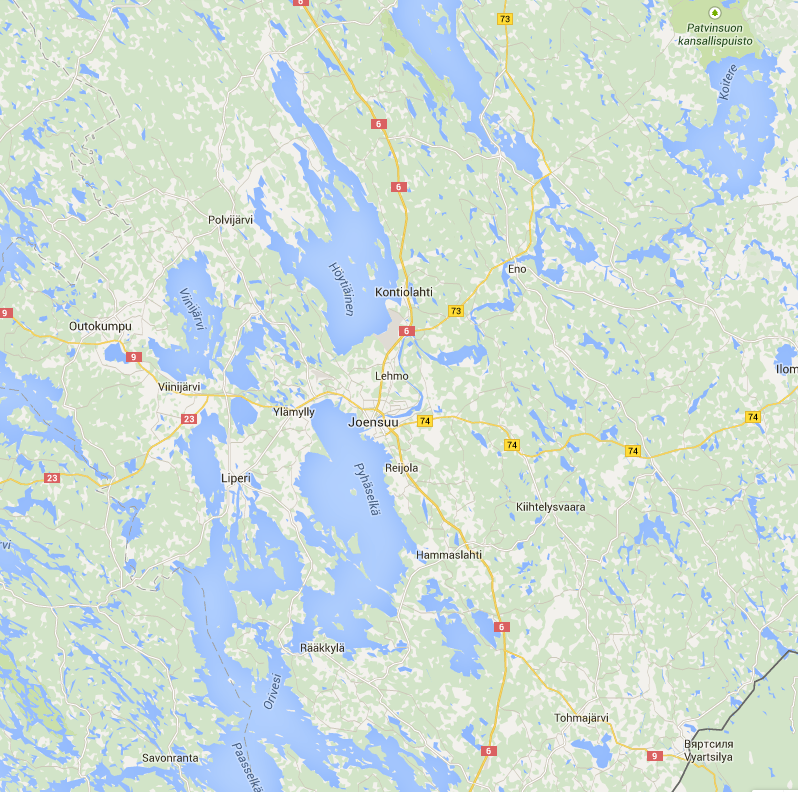 6
73
Patvinsuon
kansallispuisto
Koitere
6
6
Polvijärvi
Höytiäinen
Eno
Viinijärvi
Kontiolahti
9
73
Outokumpu
6
9
Ilom
Lehmo
Viinijärvi
Ylämylly
23
Joensuu
74
74
74
74
Reijola
Pyhäselkä
23
Liperi
Kiihtelysvaara
rvi
Hammaslahti
6
Rääkkylä
Orivesi
Tohmajärvi
Вяртсиля
Vyartsilya
6
9
Savonranta
Paasselkä